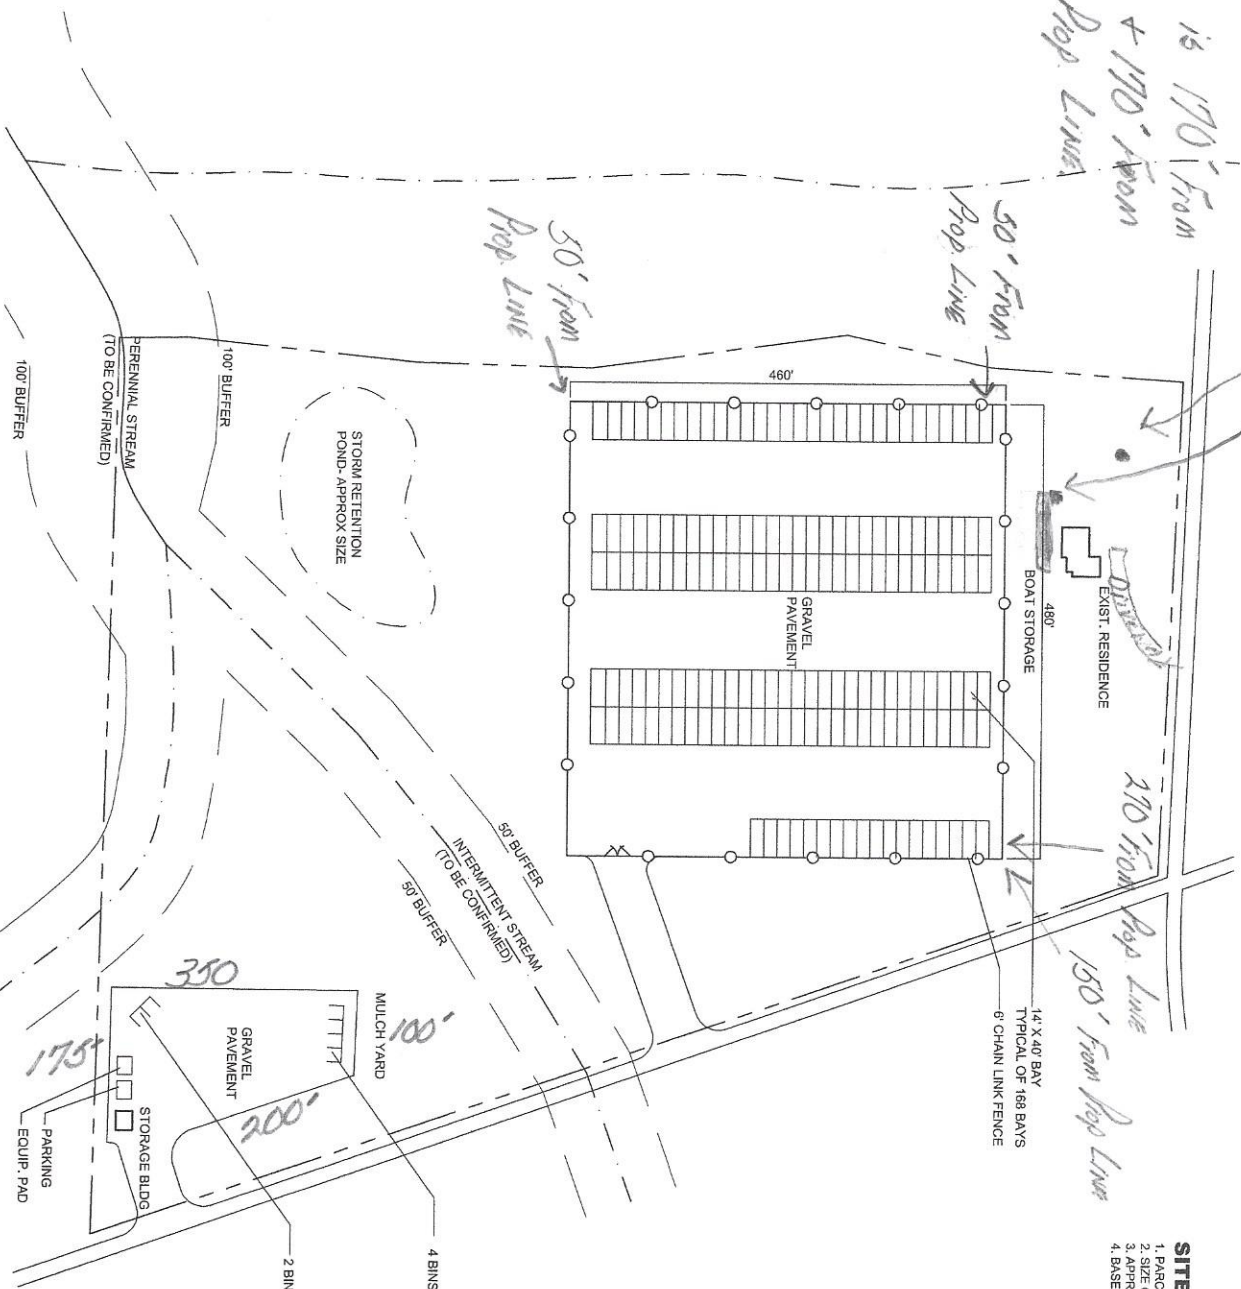 is 170' From
+ 170' From
Prop. LINE
50' From
Prop. LINE
50' From
Prop. LINE
460'
480'
BOAT STORAGE
EXIST. RESIDENCE
Driveway
GRAVEL
PAVEMENT
270' From Prop. LINE
150' From Prop Line
14' X 40' BAY
TYPICAL OF 168 BAYS
6' CHAIN LINK FENCE
STORM RETENTION
POND- APPROX SIZE
100' BUFFER
PERENNIAL STREAM
(TO BE CONFIRMED)
100' BUFFER
50' BUFFER
INTERMITTENT STREAM
(TO BE CONFIRMED)
50' BUFFER
MULCH YARD
100'
350
GRAVEL
PAVEMENT
175'
200'
STORAGE BLDG
PARKING
EQUIP. PAD
4 BINS
2 BIN
SITE
1. PARC
2. SIZE
3. APPR
4. BASE